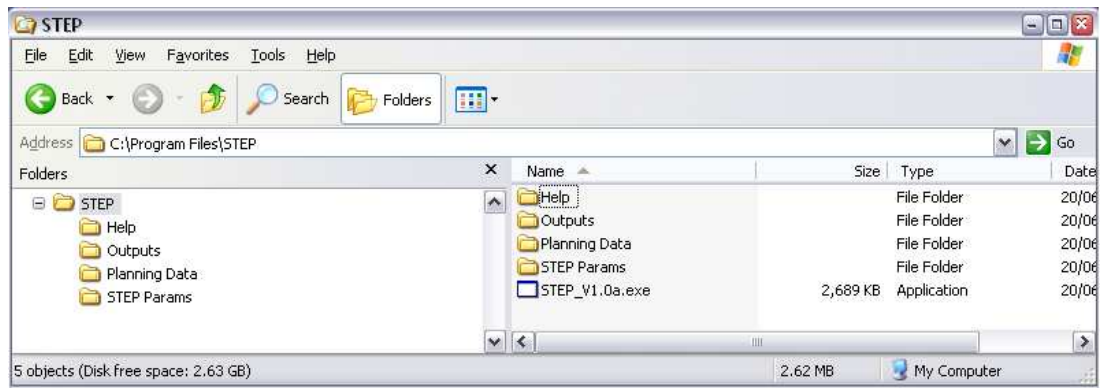 STEP
File Edit View Favorites Tools Help
Back Search Folders
Address C:\Program Files\STEP Go
Folders Name Size Type Date
STEP Help File Folder 20/06
Help Outputs File Folder 20/06
Outputs Planning Data File Folder 20/06
Planning Data STEP Params File Folder 20/06
STEP Params STEP_V1.0a.exe 2,689 KB Application 20/06
5 objects (Disk free space: 2.63 GB) 2.62 MB My Computer